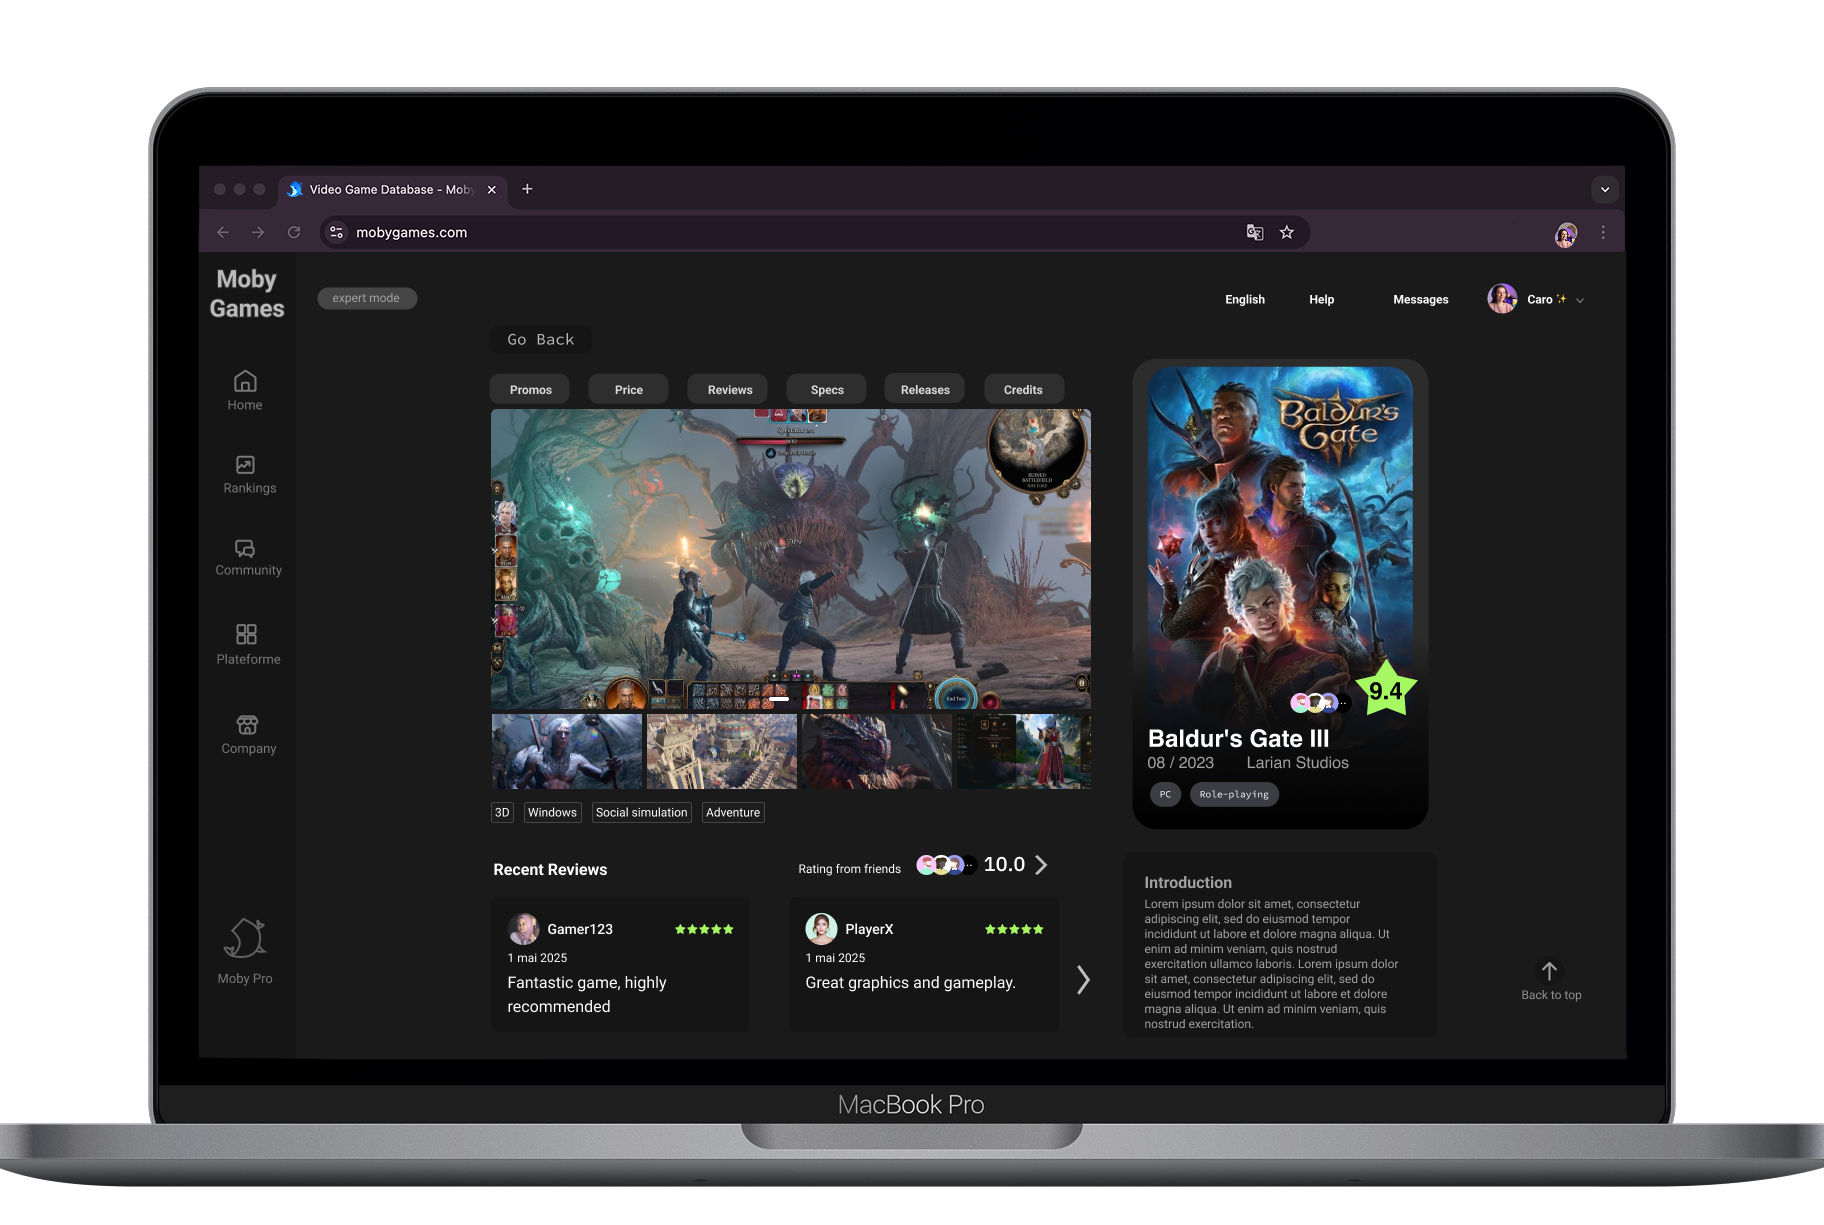 Video Game Database - Moby
mobygames.com
Moby
Games
expert mode
English
Help
Messages
Caro
Go Back
Home
Rankings
Community
Plateforme
Company
Moby Pro
Promos
Price
Reviews
Specs
Releases
Credits
RUINED
BATTLEFIELD
End Turn
BALDUR'S
GATE
9.4
Baldur's Gate III
08 / 2023
Larian Studios
PC
Role-playing
3D
Windows
Social simulation
Adventure
Recent Reviews
Rating from friends
10.0
Gamer123
1 mai 2025
Fantastic game, highly
recommended
PlayerX
1 mai 2025
Great graphics and gameplay.
Introduction
Lorem ipsum dolor sit amet, consectetur
adipiscing elit, sed do eiusmod tempor
incididunt ut labore et dolore magna aliqua. Ut
enim ad minim veniam, quis nostrud
exercitation ullamco laboris. Lorem ipsum dolor
sit amet, consectetur adipiscing elit, sed do
eiusmod tempor incididunt ut labore et dolore
magna aliqua. Ut enim ad minim veniam, quis
nostrud exercitation.
Back to top
MacBook Pro